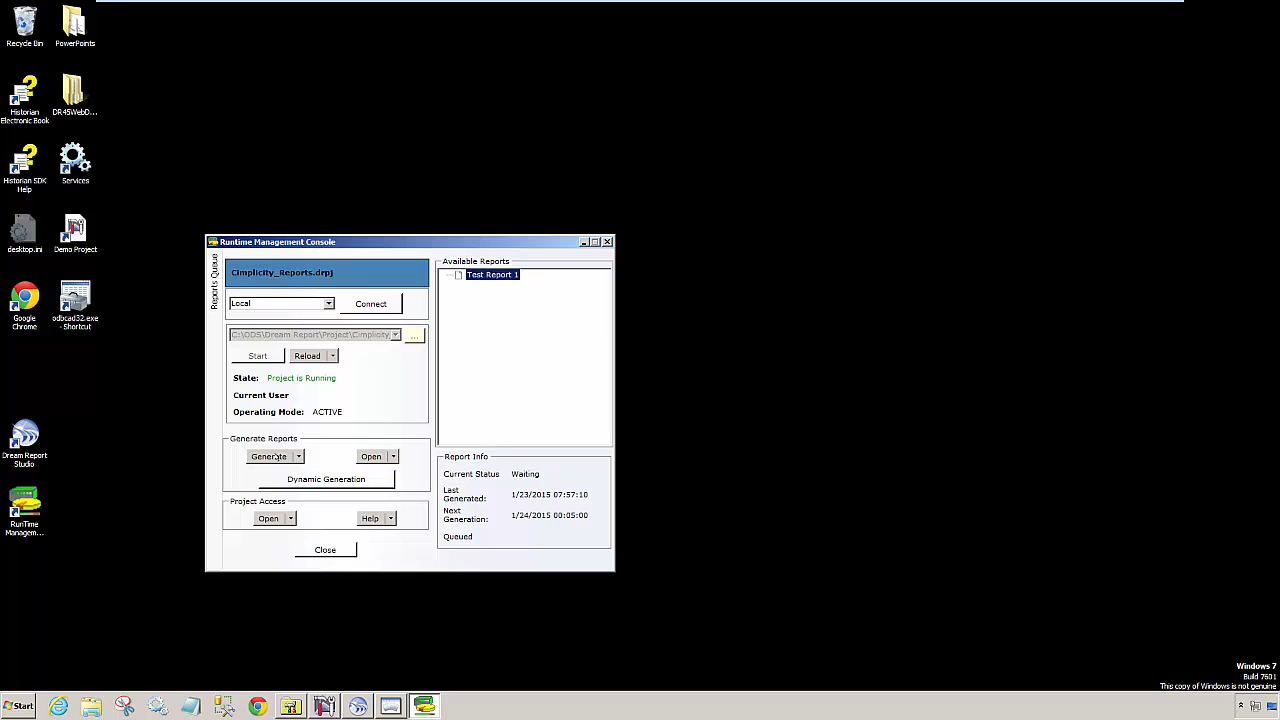 Recycle Bin
PowerPoints
Historian
Electronic Book
DR45WebD...
Historian SDK
Help
Services
desktop.ini
Demo Project
Google
Chrome
odbcad32.exe
- Shortcut
Dream Report
Studio
RunTime
Managem...
Runtime Management Console
Reports Queue
Cimplicity_Reports.drpj
Local
Connect
C:\ODS\Dream Report\Project\Cimplicity
...
Start
Reload
State: Project is Running
Current User
Operating Mode: ACTIVE
Generate Reports
Generate
Open
Dynamic Generation
Project Access
Open
Help
Close
Available Reports
Test Report 1
Report Info
Current Status Waiting
Last
Generated: 1/23/2015 07:57:10
Next
Generation: 1/24/2015 00:05:00
Queued
Windows 7
Build 7601
This copy of Windows is not genuine
Start